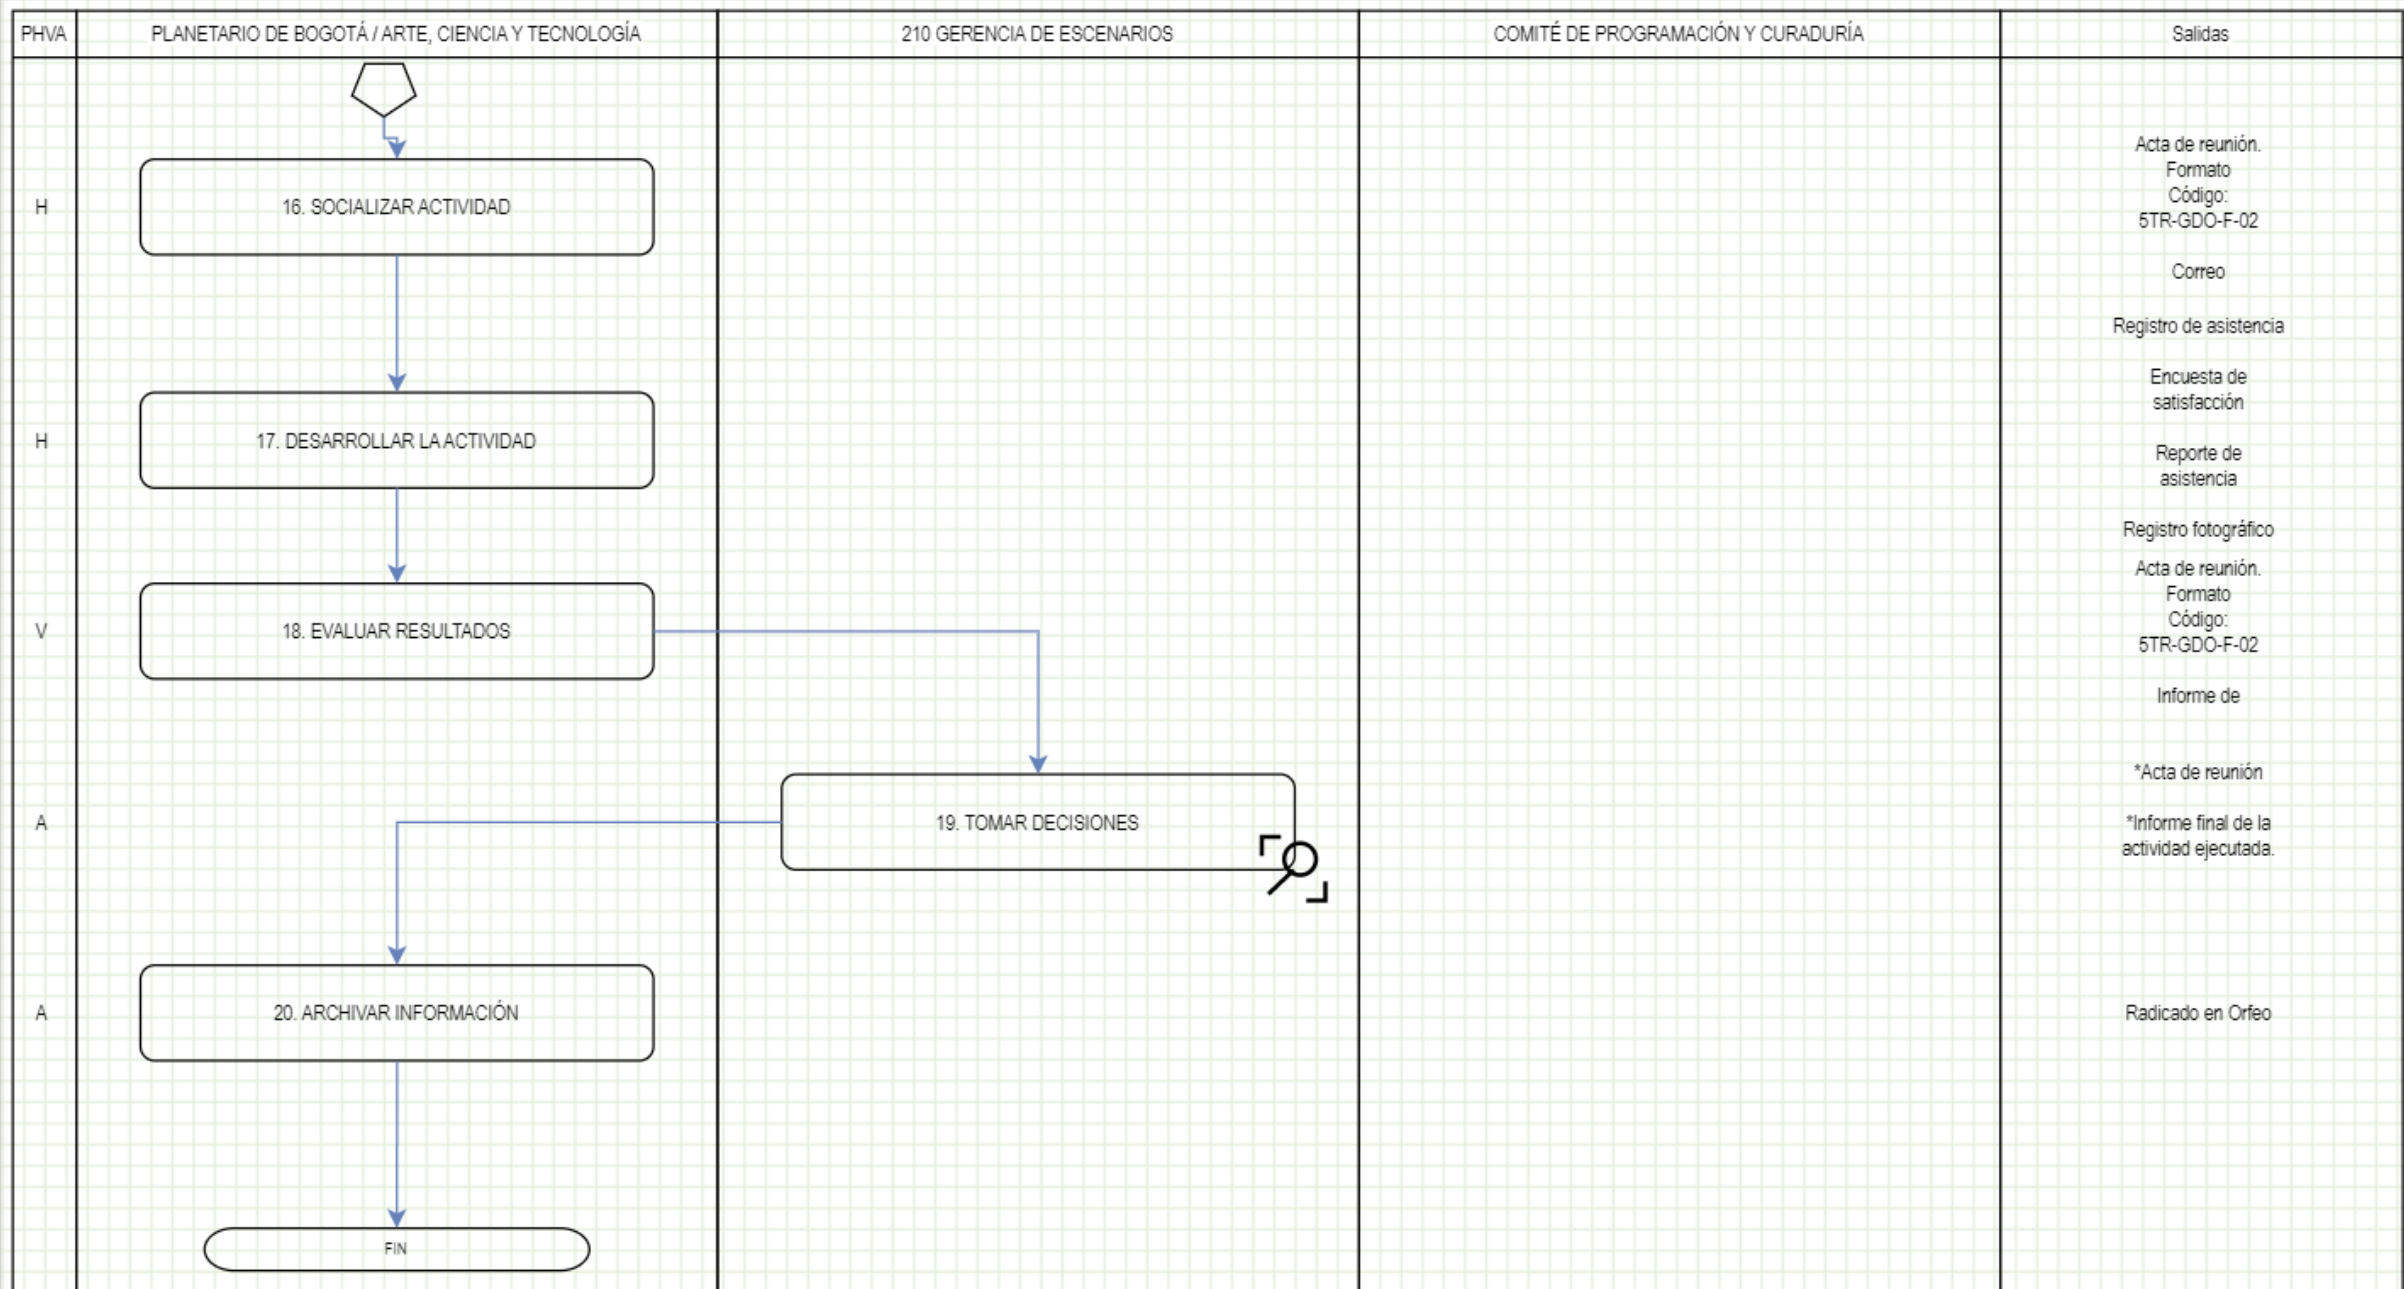 PHVA
PLANETARIO DE BOGOTÁ / ARTE, CIENCIA Y TECNOLOGÍA
210 GERENCIA DE ESCENARIOS
COMITÉ DE PROGRAMACIÓN Y CURADURÍA
Salidas
H
16. SOCIALIZAR ACTIVIDAD
Acta de reunión.
Formato
Código:
5TR-GDO-F-02
Correo
H
17. DESARROLLAR LA ACTIVIDAD
Registro de asistencia
Encuesta de
satisfacción
Reporte de
asistencia
Registro fotográfico
V
18. EVALUAR RESULTADOS
Acta de reunión.
Formato
Código:
5TR-GDO-F-02
Informe de
A
19. TOMAR DECISIONES
*Acta de reunión
*Informe final de la
actividad ejecutada.
A
20. ARCHIVAR INFORMACIÓN
Radicado en Orfeo
FIN